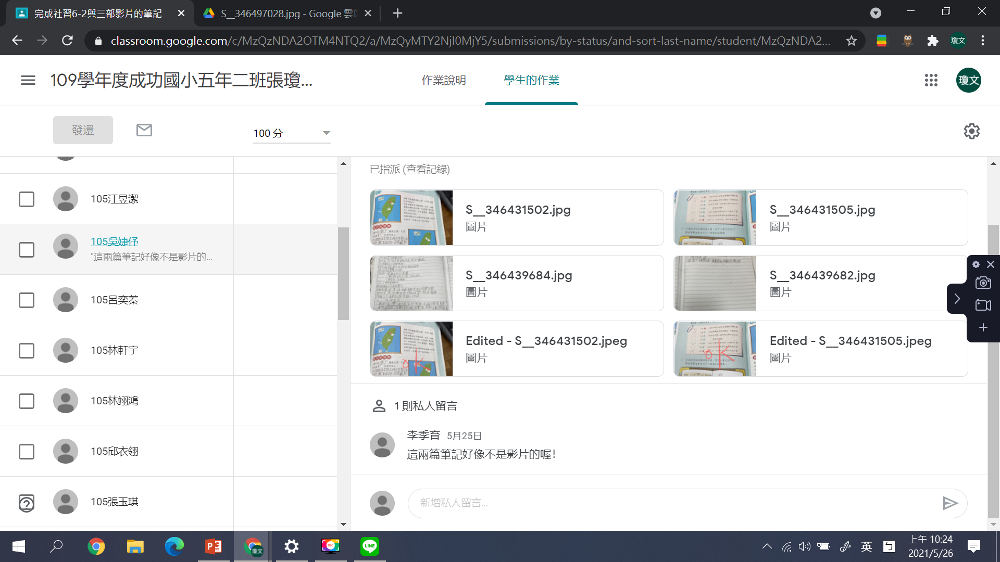 完成社習6-2與三部影片的筆記
S__346497028.jpg - Google 雲
classroom.google.com/c/MzQzNDA2OTM4NTQ2/a/MzQyMTY2NjI0MjY5/submissions/by-status/and-sort-last-name/student/MzQzNDA2...
瓊文
109學年度成功國小五年二班張瓊...
作業說明
學生的作業
瓊文
發還
100 分
已指派 (查看記錄)
105江昱潔
105吳婕伃
"這兩篇筆記好像不是影片的...
105呂奕蓁
105林軒宇
105林翊鴻
105邱衣翎
105張玉琪
S__346431502.jpg
圖片
S__346431505.jpg
圖片
S__346439684.jpg
圖片
S__346439682.jpg
圖片
Edited - S__346431502.jpeg
圖片
OK
Edited - S__346431505.jpeg
圖片
OK
1 則私人留言
李季育 5月25日
這兩篇筆記好像不是影片的喔!
新增私人留言...
瓊文
REC
LINE
英
ㄅ
上午 10:24
2021/5/26